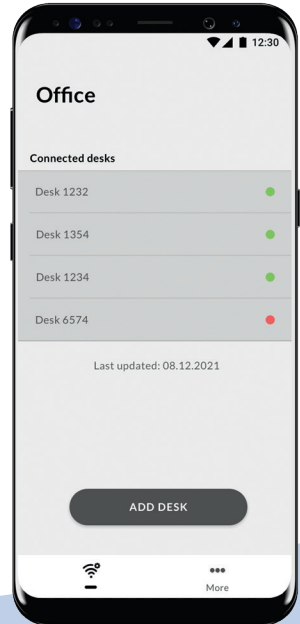 12:30
Office
Connected desks
Desk 1232
Desk 1354
Desk 1234
Desk 6574
Last updated: 08.12.2021
ADD DESK
More